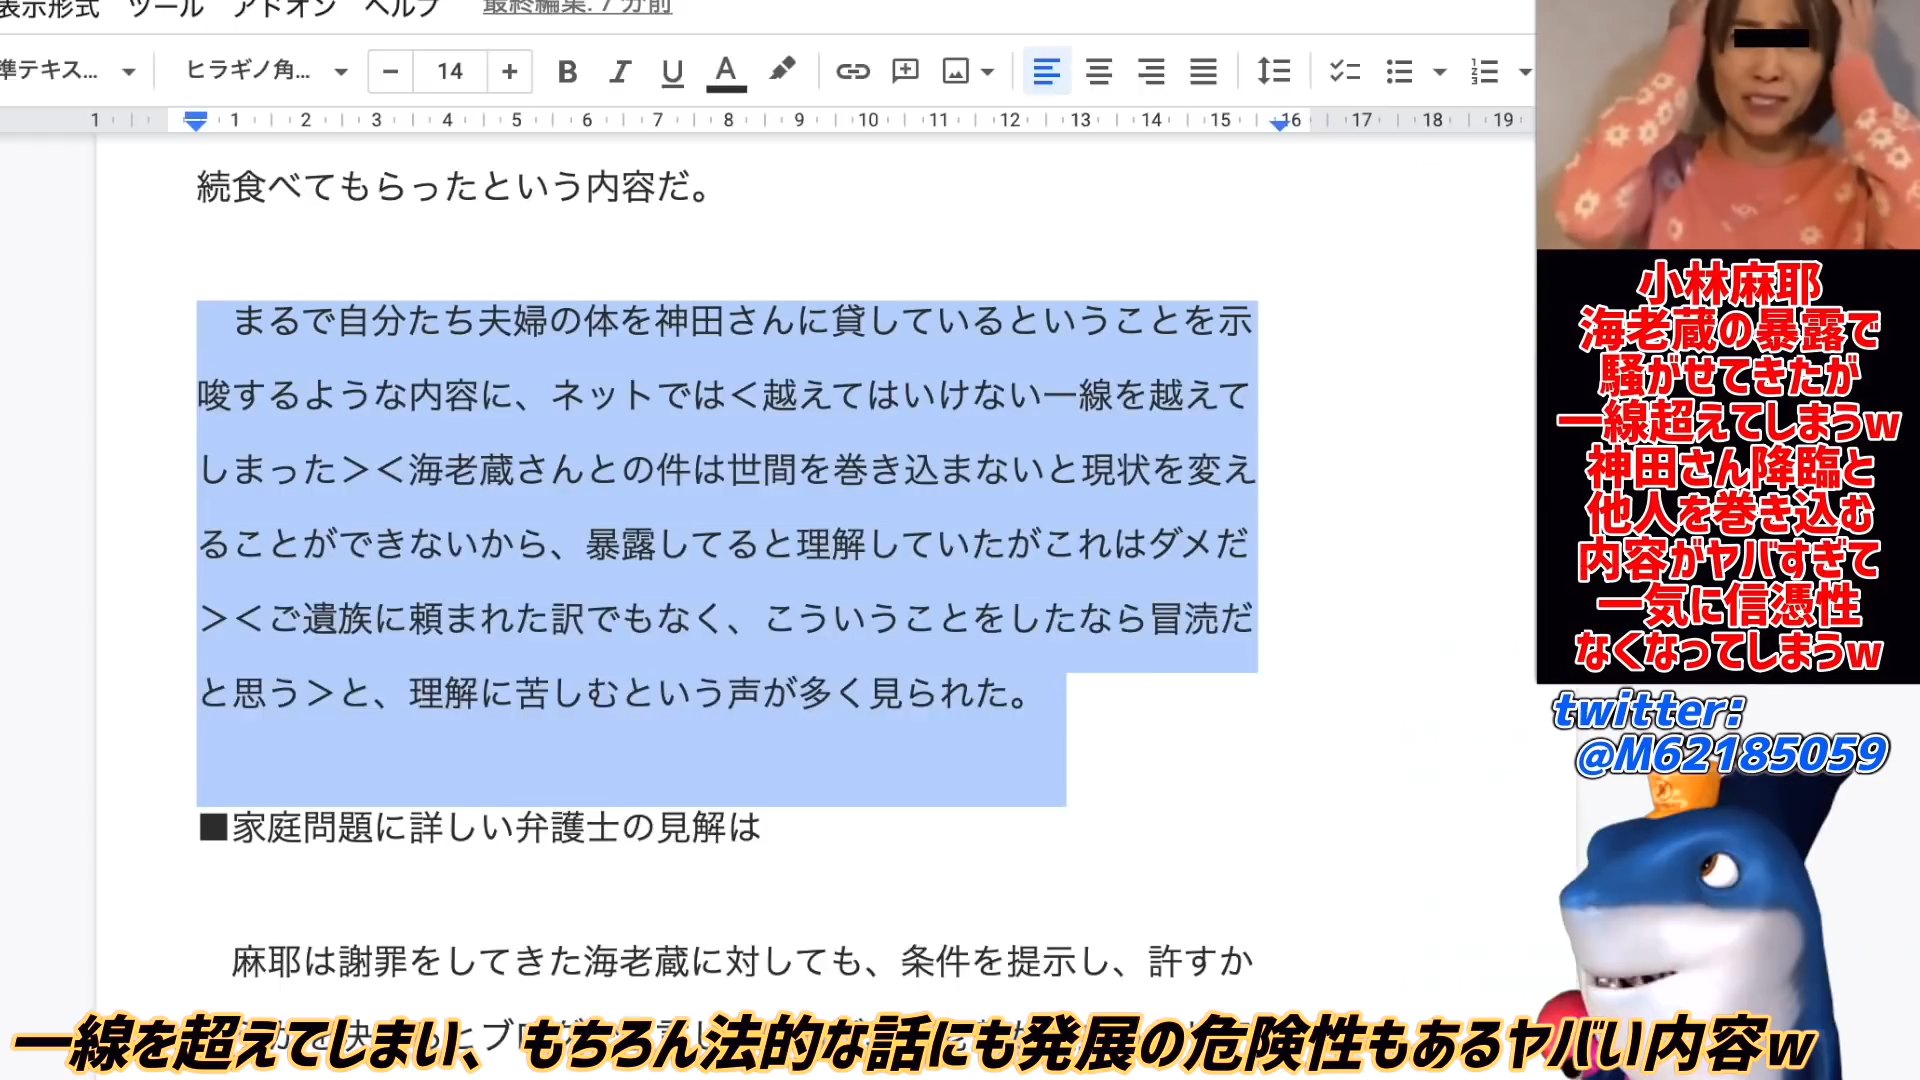 表示形式 ツール アドオン ヘルプ 最終編集: 7 分前
準テキス... ヒラギノ角... − 14 + B I U A
1 1 2 3 4 5 6 7 8 9 10 11 12 13 14 15 16 17 18 19
続食べてもらったという内容だ。
まるで自分たち夫婦の体を神田さんに貸しているということを示
唆するような内容に、ネットでは＜越えてはいけない一線を越えて
しまった＞＜海老蔵さんとの件は世間を巻き込まないと現状を変え
ることができないから、暴露してると理解していたがこれはダメだ
＞＜ご遺族に頼まれた訳でもなく、こういうことをしたなら冒涜だ
と思う＞と、理解に苦しむという声が多く見られた。
■家庭問題に詳しい弁護士の見解は
麻耶は謝罪をしてきた海老蔵に対しても、条件を提示し、許すか
一線を超えてしまい、もちろん法的な話にも発展の危険性もあるヤバい内容w
小林麻耶
海老蔵の暴露で
騒がせてきたが
一線超えてしまうw
神田さん降臨と
他人を巻き込む
内容がヤバすぎて
一気に信憑性
なくなってしまうw
twitter:
@M62185059